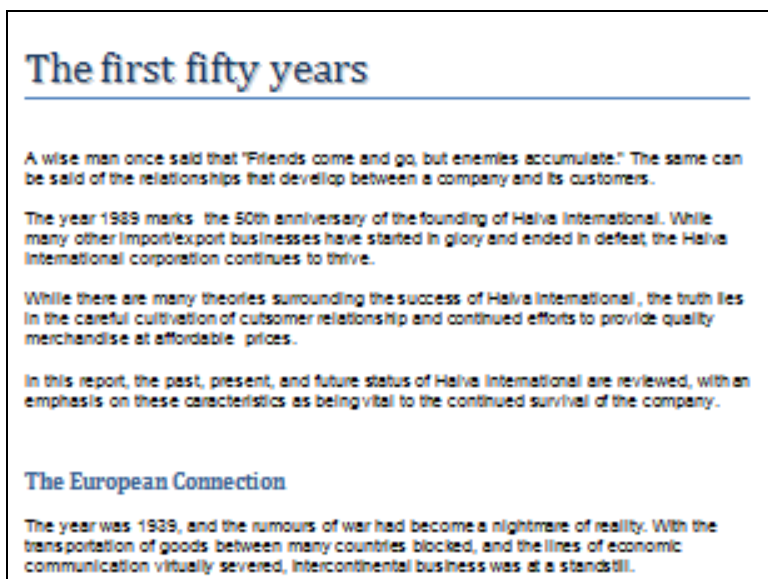 The first fifty years
A wise man once said that "Friends come and go, but enemies accumulate." The same can
be said of the relationships that devellop between a company and its customers.
The year 1989 marks the 50th anniversary of the founding of Halva International. While
many other import/export businesses have started in glory and ended in defeat, the Halva
International corporation continues to thrive.
While there are many theories surrounding the success of Halva International , the truth lies
in the careful cultivation of cutsomer relationship and continued efforts to provide quality
merchandise at affordable prices.
In this report, the past, present, and future status of Halva International are reviewed, with an
emphasis on these caracteristics as being vital to the continued survival of the company.
The European Connection
The year was 1939, and the rumours of war had become a nightmare of reality. With the
transportation of goods between many countries blocked, and the lines of economic
communication virtually severed, intercontinental business was at a standstill.